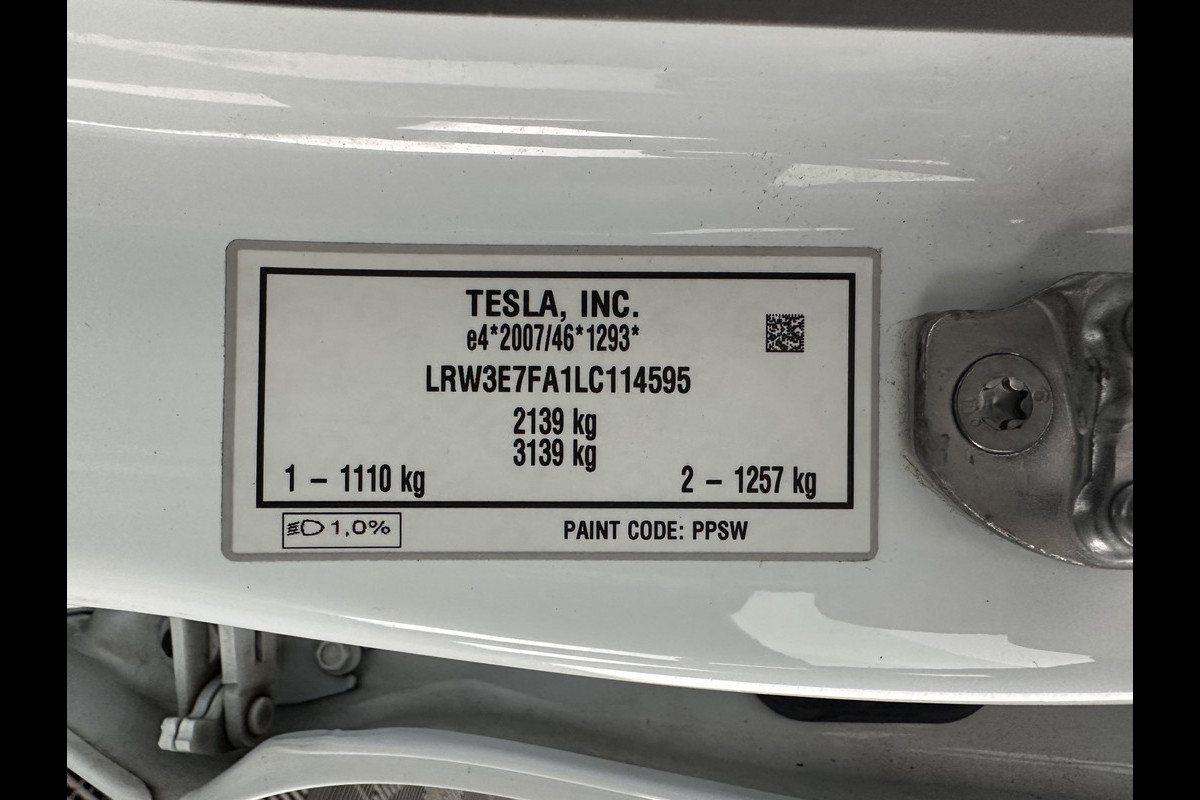 TESLA, INC.
e4*2007/46*1293*
LRW3E7FA1LC114595
2139 kg
3139 kg
1 – 1110 kg 2 – 1257 kg
1,0% PAINT CODE: PPSW